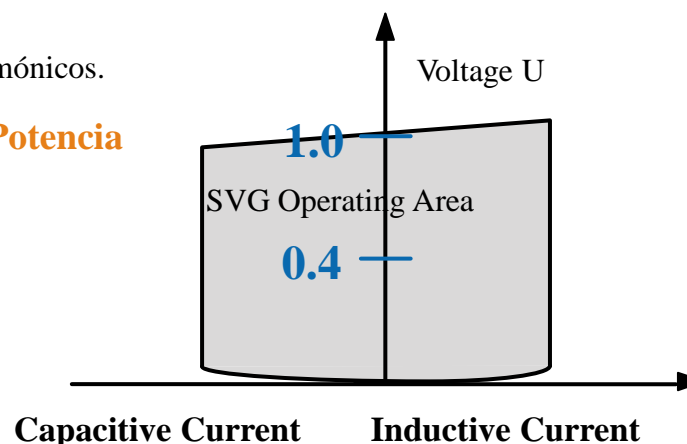 mónicos.
Voltage U
Potencia
1.0
SVG Operating Area
0.4
Capacitive Current Inductive Current